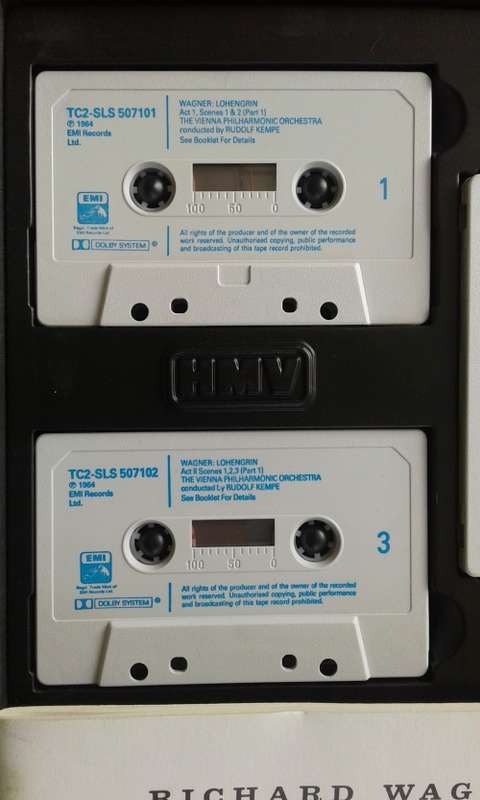 TC2-SLS 507101
℗ 1964
EMI Records
Ltd.
EMI
DOLBY SYSTEM ®
WAGNER: LOHENGRIN
Act 1, Scenes 1 & 2 (Part 1)
THE VIENNA PHILHARMONIC ORCHESTRA
conducted by RUDOLF KEMPE
See Booklet For Details
100 50 0
1
All rights of the producer and of the owner of the recorded
work reserved. Unauthorised copying, public performance
and broadcasting of this tape record prohibited.
HMV
TC2-SLS 507102
℗ 1964
EMI Records
Ltd.
EMI
DOLBY SYSTEM ®
WAGNER: LOHENGRIN
Act II Scenes 1,2,3 (Part 1)
THE VIENNA PHILHARMONIC ORCHESTRA
conducted by RUDOLF KEMPE
See Booklet For Details
100 50 0
3
All rights of the producer and of the owner of the recorded
work reserved. Unauthorised copying, public performance
and broadcasting of this tape record prohibited.
RICHARD WAG